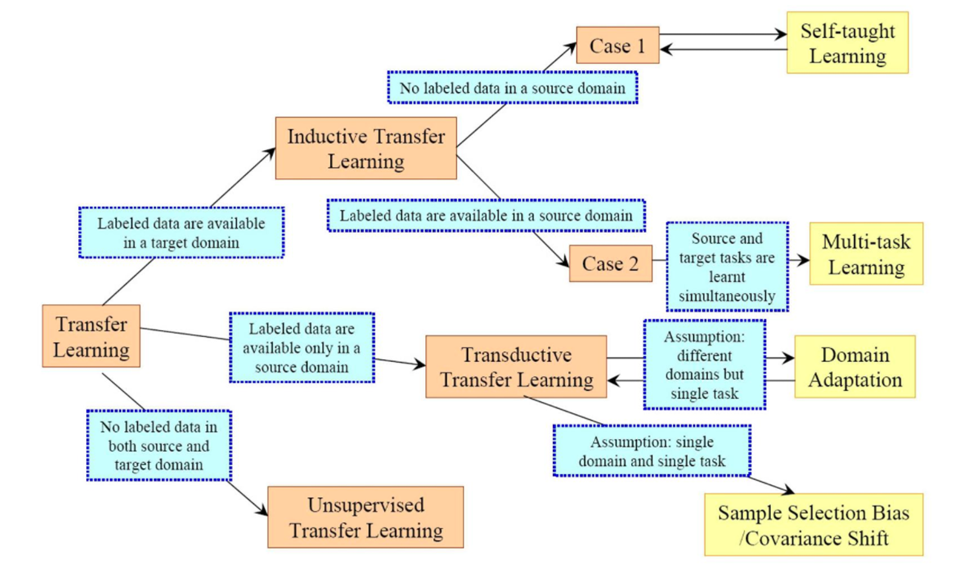 Self-taught
Learning
Case 1
No labeled data in a source domain
Inductive Transfer
Learning
Labeled data are available
in a target domain
Labeled data are available in a source domain
Case 2
Source and
target tasks are
learnt
simultaneously
Multi-task
Learning
Transfer
Learning
Labeled data are
available only in a
source domain
Transductive
Transfer Learning
Assumption:
different
domains but
single task
Domain
Adaptation
No labeled data in
both source and
target domain
Assumption: single
domain and single task
Unsupervised
Transfer Learning
Sample Selection Bias
/Covariance Shift